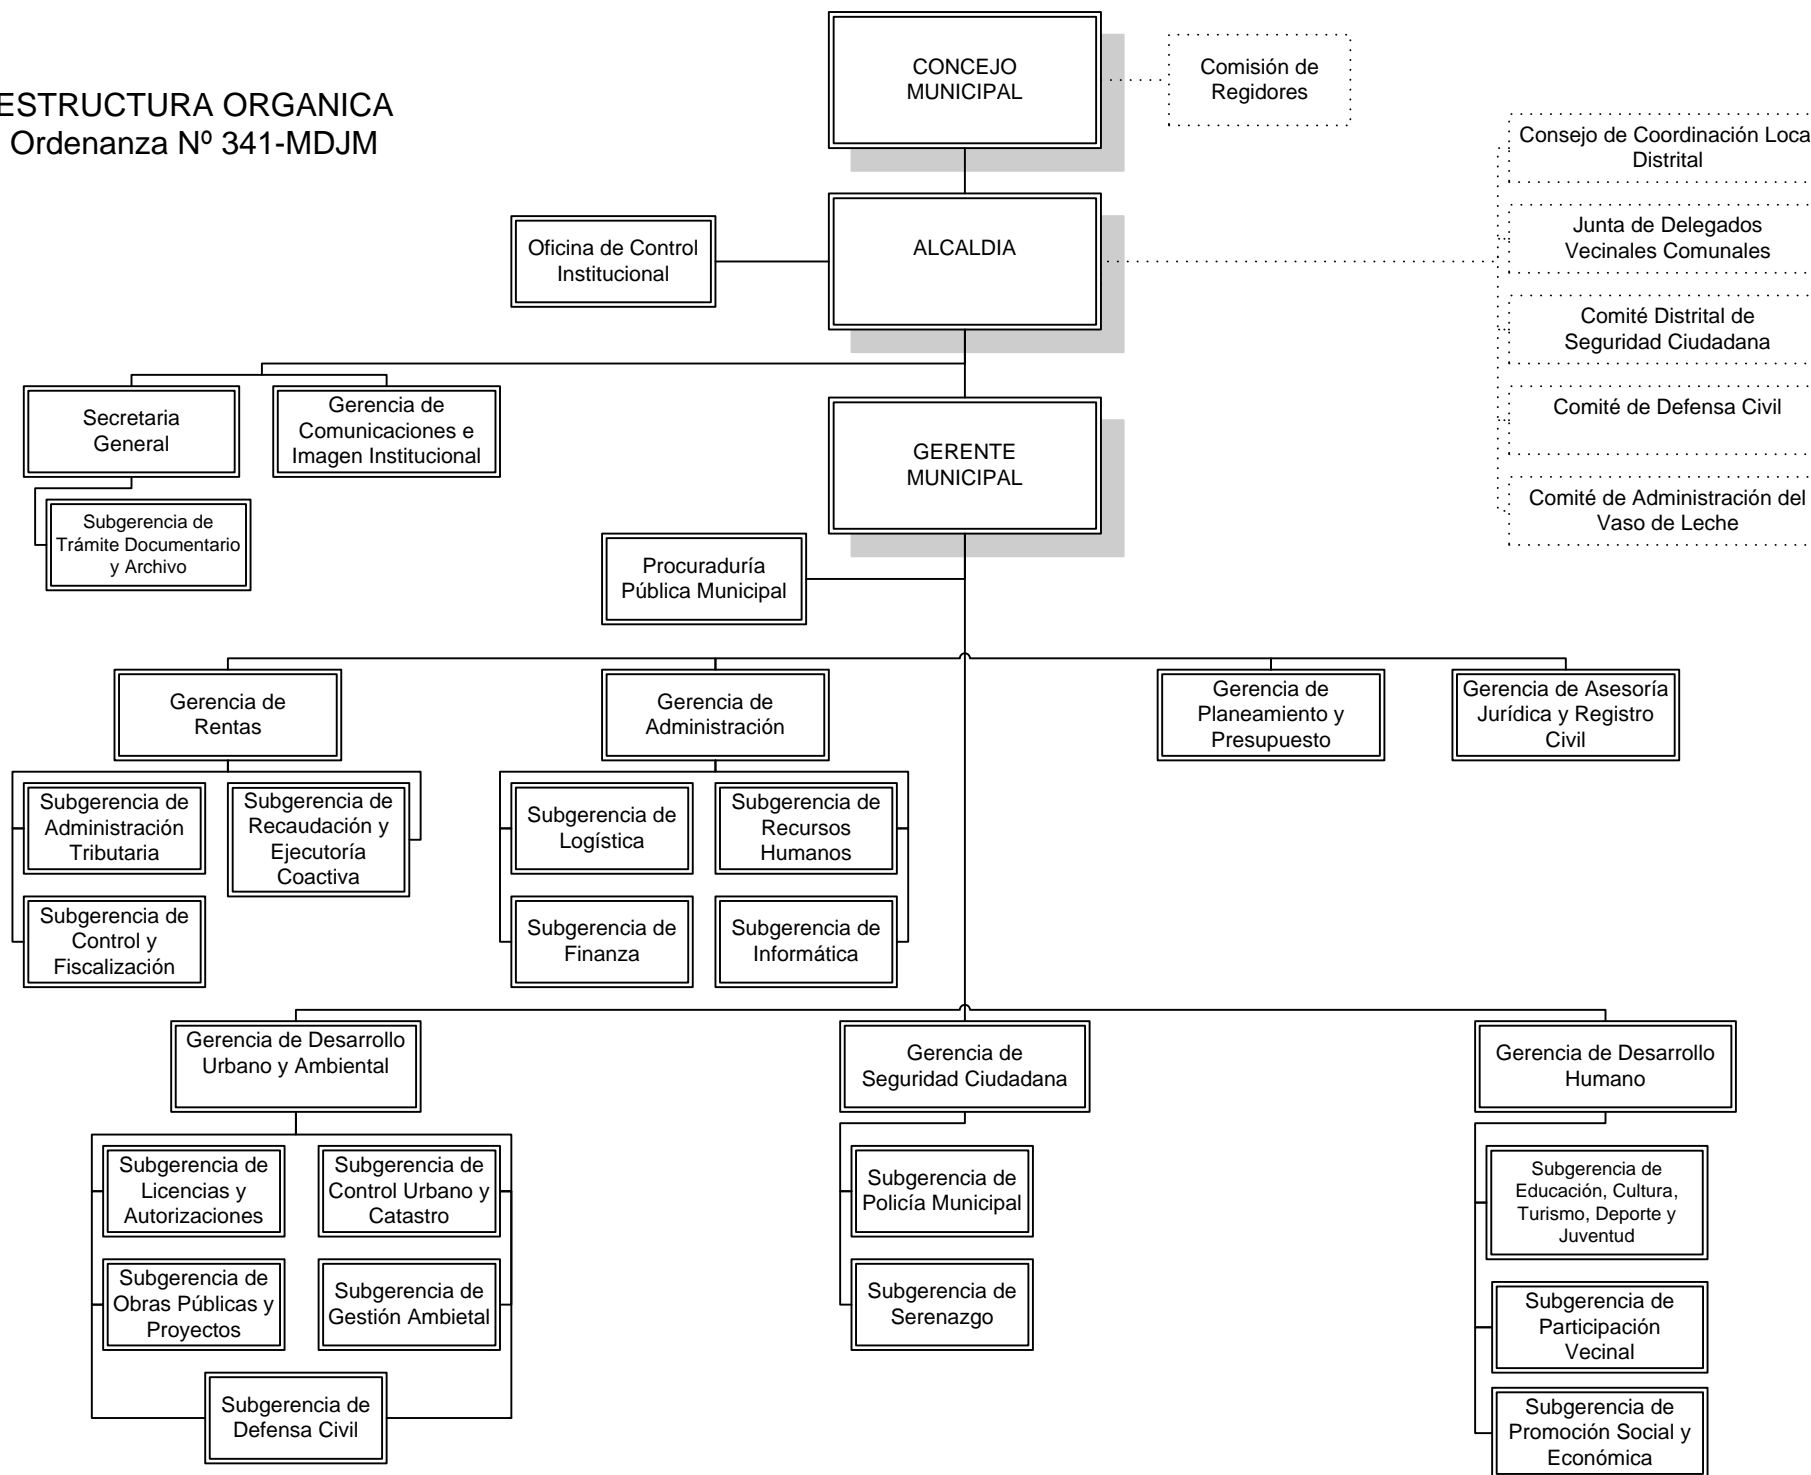 ESTRUCTURA ORGANICA
Ordenanza Nº 341-MDJM
CONCEJO
MUNICIPAL
Comisión de
Regidores
Consejo de Coordinación Loca
Distrital
Junta de Delegados
Vecinales Comunales
Comité Distrital de
Seguridad Ciudadana
Comité de Defensa Civil
Comité de Administración del
Vaso de Leche
ALCALDIA
Oficina de Control
Institucional
Secretaria
General
Gerencia de
Comunicaciones e
Imagen Institucional
Subgerencia de
Trámite Documentario
y Archivo
GERENTE
MUNICIPAL
Procuraduría
Pública Municipal
Gerencia de
Rentas
Gerencia de
Administración
Gerencia de
Planeamiento y
Presupuesto
Gerencia de Asesoría
Jurídica y Registro
Civil
Subgerencia de
Administración
Tributaria
Subgerencia de
Recaudación y
Ejecutoría
Coactiva
Subgerencia de
Control y
Fiscalización
Subgerencia de
Logística
Subgerencia de
Recursos
Humanos
Subgerencia de
Finanza
Subgerencia de
Informática
Gerencia de Desarrollo
Urbano y Ambiental
Gerencia de
Seguridad Ciudadana
Gerencia de Desarrollo
Humano
Subgerencia de
Licencias y
Autorizaciones
Subgerencia de
Control Urbano y
Catastro
Subgerencia de
Obras Públicas y
Proyectos
Subgerencia de
Gestión Ambietal
Subgerencia de
Defensa Civil
Subgerencia de
Policía Municipal
Subgerencia de
Serenazgo
Subgerencia de
Educación, Cultura,
Turismo, Deporte y
Juventud
Subgerencia de
Participación
Vecinal
Subgerencia de
Promoción Social y
Económica